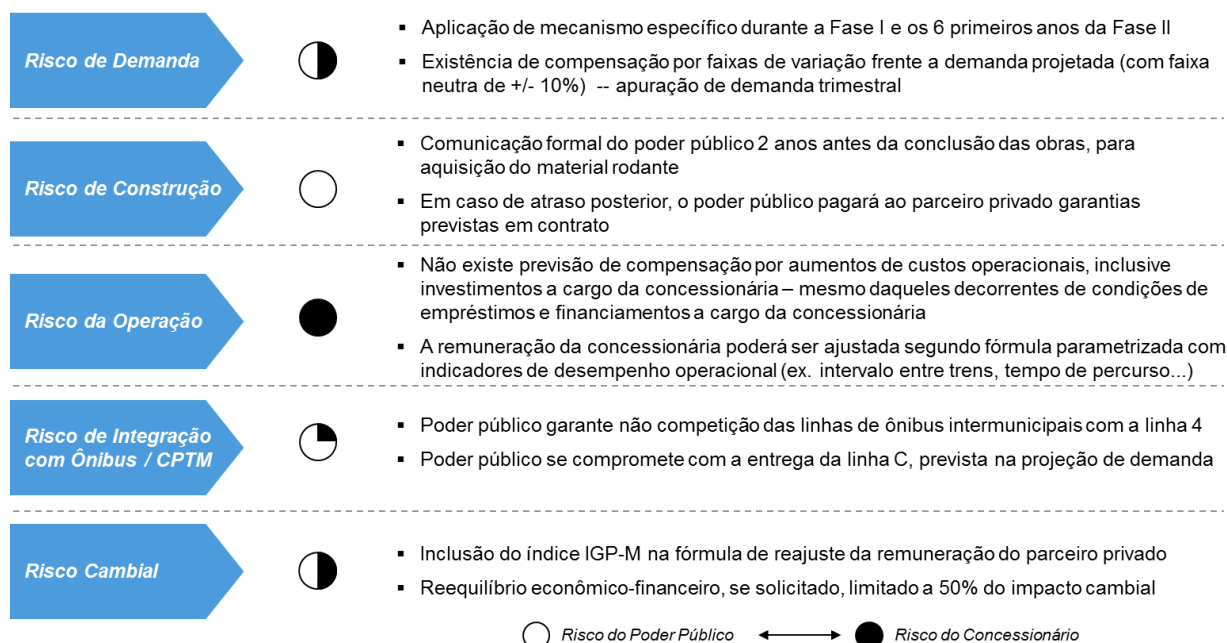 Risco de Demanda
▪ Aplicação de mecanismo específico durante a Fase I e os 6 primeiros anos da Fase II
▪ Existência de compensação por faixas de variação frente a demanda projetada (com faixa
neutra de +/- 10%) -- apuração de demanda trimestral
Risco de Construção
▪ Comunicação formal do poder público 2 anos antes da conclusão das obras, para
aquisição do material rodante
▪ Em caso de atraso posterior, o poder público pagará ao parceiro privado garantias
previstas em contrato
Risco da Operação
▪ Não existe previsão de compensação por aumentos de custos operacionais, inclusive
investimentos a cargo da concessionária – mesmo daqueles decorrentes de condições de
empréstimos e financiamentos a cargo da concessionária
▪ A remuneração da concessionária poderá ser ajustada segundo fórmula parametrizada com
indicadores de desempenho operacional (ex. intervalo entre trens, tempo de percurso...)
Risco de Integração
com Ônibus / CPTM
▪ Poder público garante não competição das linhas de ônibus intermunicipais com a linha 4
▪ Poder público se compromete com a entrega da linha C, prevista na projeção de demanda
Risco Cambial
▪ Inclusão do índice IGP-M na fórmula de reajuste da remuneração do parceiro privado
▪ Reequilíbrio econômico-financeiro, se solicitado, limitado a 50% do impacto cambial
Risco do Poder Público
Risco do Concessionário